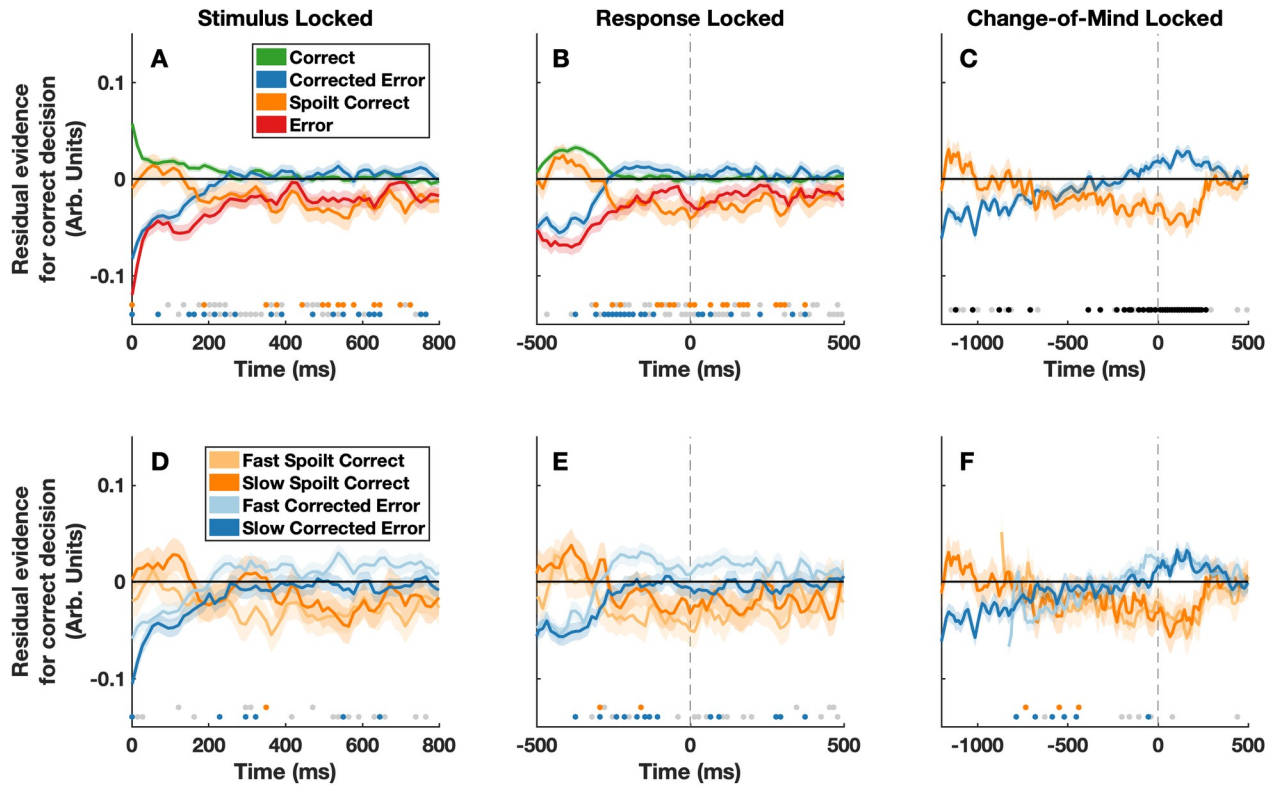 Stimulus Locked
Response Locked
Change-of-Mind Locked
Residual evidence
for correct decision
(Arb. Units)
A
Correct
Corrected Error
Spoilt Correct
Error
0.1
0
-0.1
0
200
400
600
800
Time (ms)
B
-500
0
500
Time (ms)
C
-1000
-500
0
500
Time (ms)
Residual evidence
for correct decision
(Arb. Units)
D
Fast Spoilt Correct
Slow Spoilt Correct
Fast Corrected Error
Slow Corrected Error
0.1
0
-0.1
0
200
400
600
800
Time (ms)
E
-500
0
500
Time (ms)
F
-1000
-500
0
500
Time (ms)